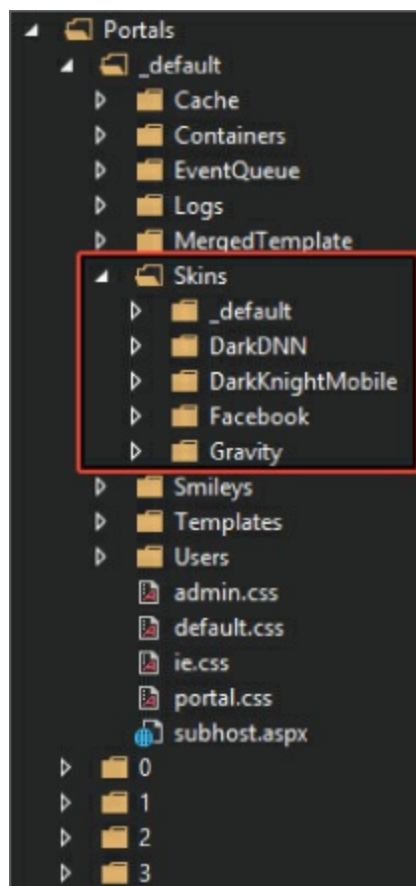 Portals
_default
Cache
Containers
EventQueue
Logs
MergedTemplate
Skins
_default
DarkDNN
DarkKnightMobile
Facebook
Gravity
Smileys
Templates
Users
admin.css
default.css
ie.css
portal.css
subhost.aspx
0
1
2
3